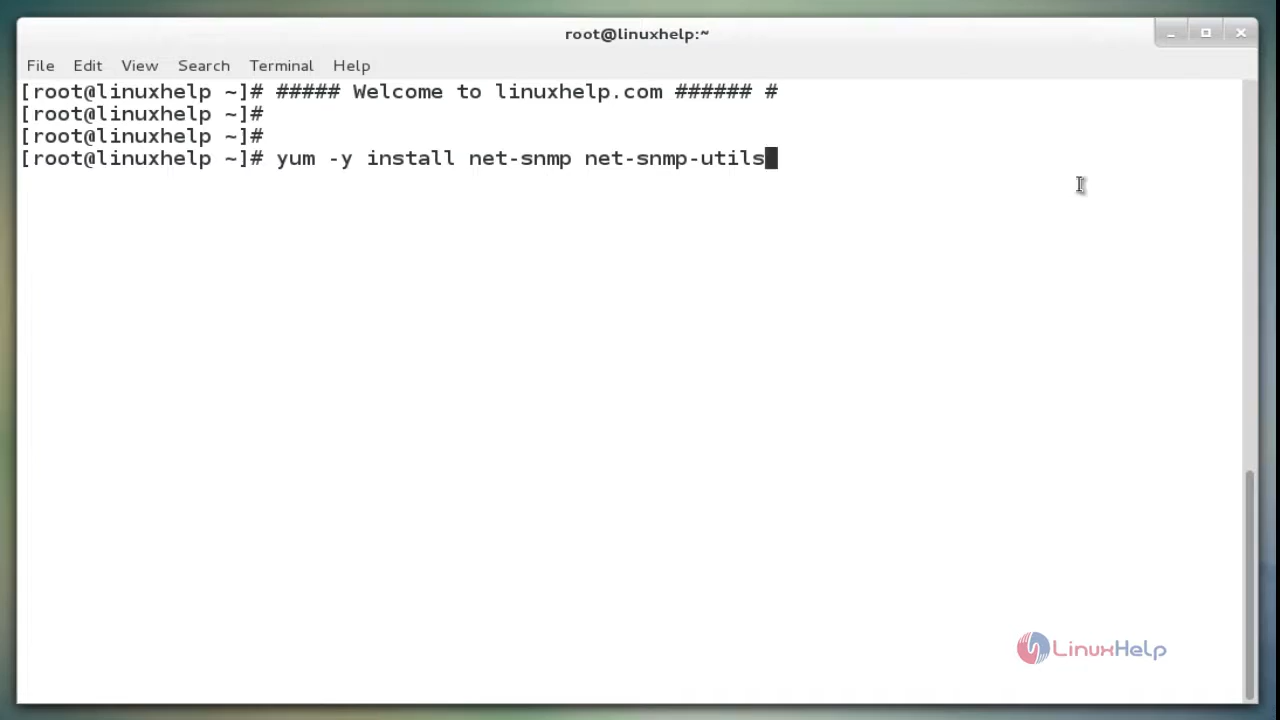 root@linuxhelp:~
File Edit View Search Terminal Help
[root@linuxhelp ~]# ##### Welcome to linuxhelp.com ###### #
[root@linuxhelp ~]#
[root@linuxhelp ~]#
[root@linuxhelp ~]# yum -y install net-snmp net-snmp-utils
LinuxHelp